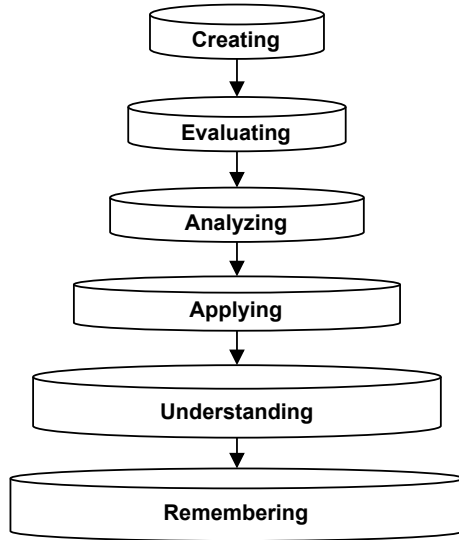 Creating
Evaluating
Analyzing
Applying
Understanding
Remembering